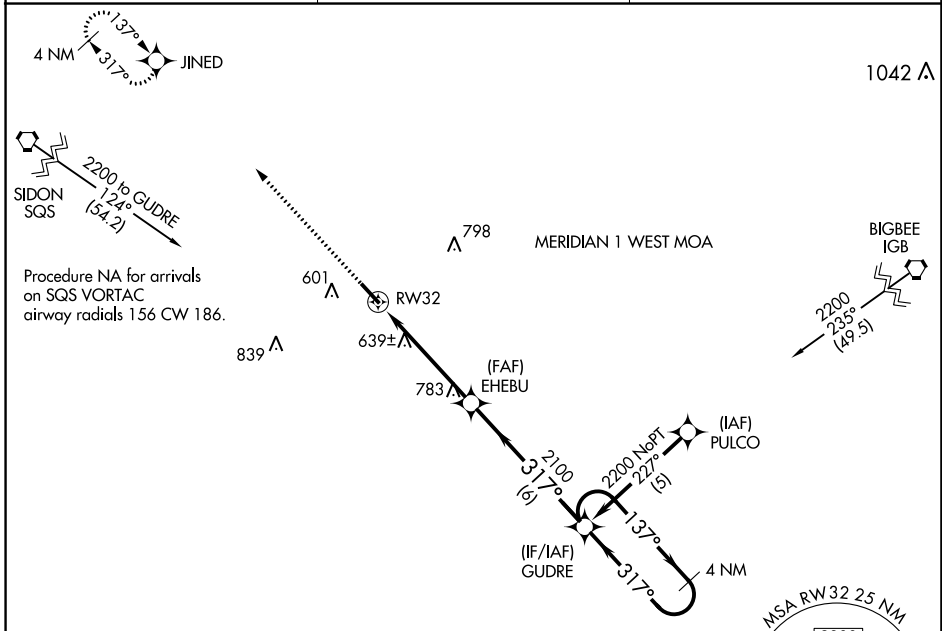 137°
4 NM
317°
JINED
1042
SIDON
SQS
2200 to GUDRE
124°
(54.2)
Procedure NA for arrivals
on SQS VORTAC
airway radials 156 CW 186.
798
MERIDIAN 1 WEST MOA
BIGBEE
IGB
2200
235°
(49.5)
601
RW32
839
639±
(FAF)
EHEBU
783
(IAF)
PULCO
2200 NoPT
227°
(5)
2100
317°
(6)
137°
(IF/IAF)
GUDRE
317°
4 NM
MSA RW32 25 NM